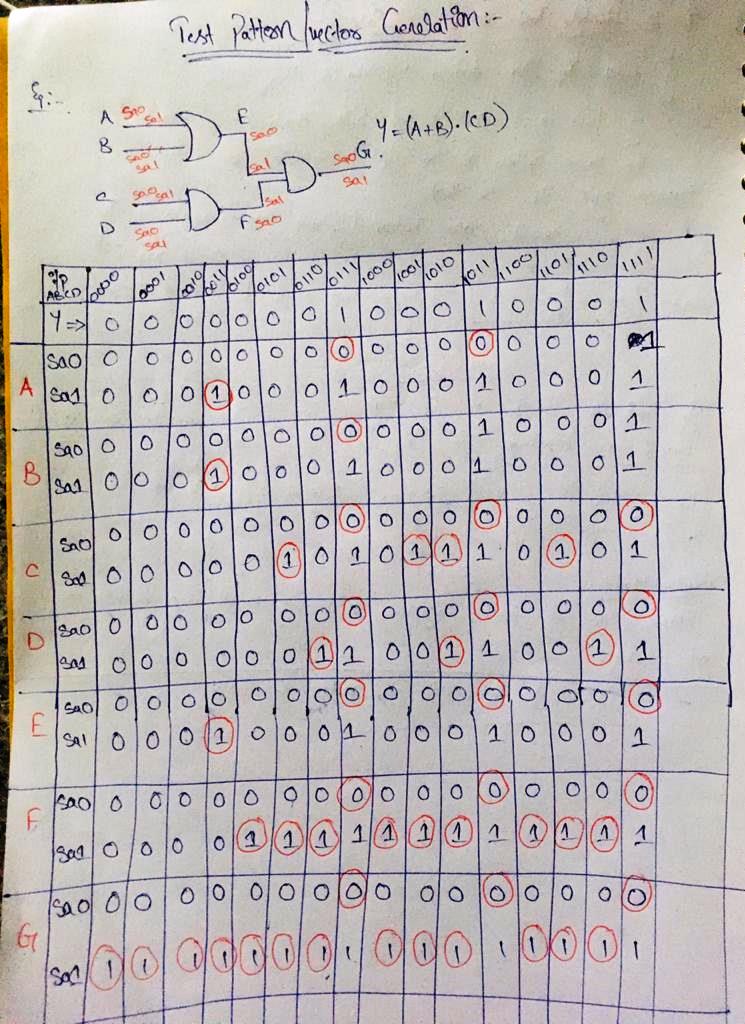 Test Pattern/vector Generation:-
Eg:-
A sa0 sa1 E
B sa0 sa1 sa0 sa0 G Y=(A+B)·(CD)
sa1 sa1
C sa0 sa1 sa1
D sa0 sa1 F sa0
i/p ABCD 0000 0001 0010 0011 0100 0101 0110 0111 1000 1001 1010 1011 1100 1101 1110 1111
Y⇒ 0 0 0 0 0 0 0 1 0 0 0 1 0 0 0 1
A
Sa0 0 0 0 0 0 0 0 0 0 0 0 0 0 0 0 1
Sa1 0 0 0 1 0 0 0 1 0 0 0 1 0 0 0 1
B
Sa0 0 0 0 0 0 0 0 0 0 0 0 1 0 0 0 1
Sa1 0 0 0 1 0 0 0 1 0 0 0 1 0 0 0 1
C
Sa0 0 0 0 0 0 0 0 0 0 0 0 0 0 0 0 0
Sa1 0 0 0 0 0 1 0 1 0 1 1 1 0 1 0 1
D
Sa0 0 0 0 0 0 0 0 0 0 0 0 0 0 0 0 0
Sa1 0 0 0 0 0 0 1 1 0 0 1 1 0 0 1 1
E
Sa0 0 0 0 0 0 0 0 0 0 0 0 0 0 0 0 0
Sa1 0 0 0 1 0 0 0 1 0 0 0 1 0 0 0 1
F
Sa0 0 0 0 0 0 0 0 0 0 0 0 0 0 0 0 0
Sa1 0 0 0 0 1 1 1 1 1 1 1 1 1 1 1 1
G
Sa0 0 0 0 0 0 0 0 0 0 0 0 0 0 0 0 0
Sa1 1 1 1 1 1 1 1 1 1 1 1 1 1 1 1 1